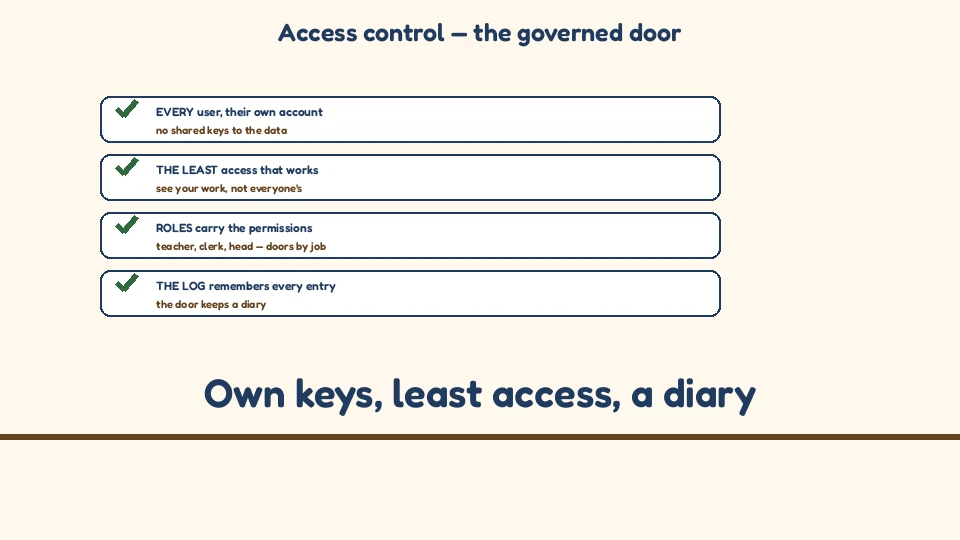 Access control — the governed door
EVERY user, their own account
no shared keys to the data
THE LEAST access that works
see your work, not everyone's
ROLES carry the permissions
teacher, clerk, head — doors by job
THE LOG remembers every entry
the door keeps a diary
Own keys, least access, a diary